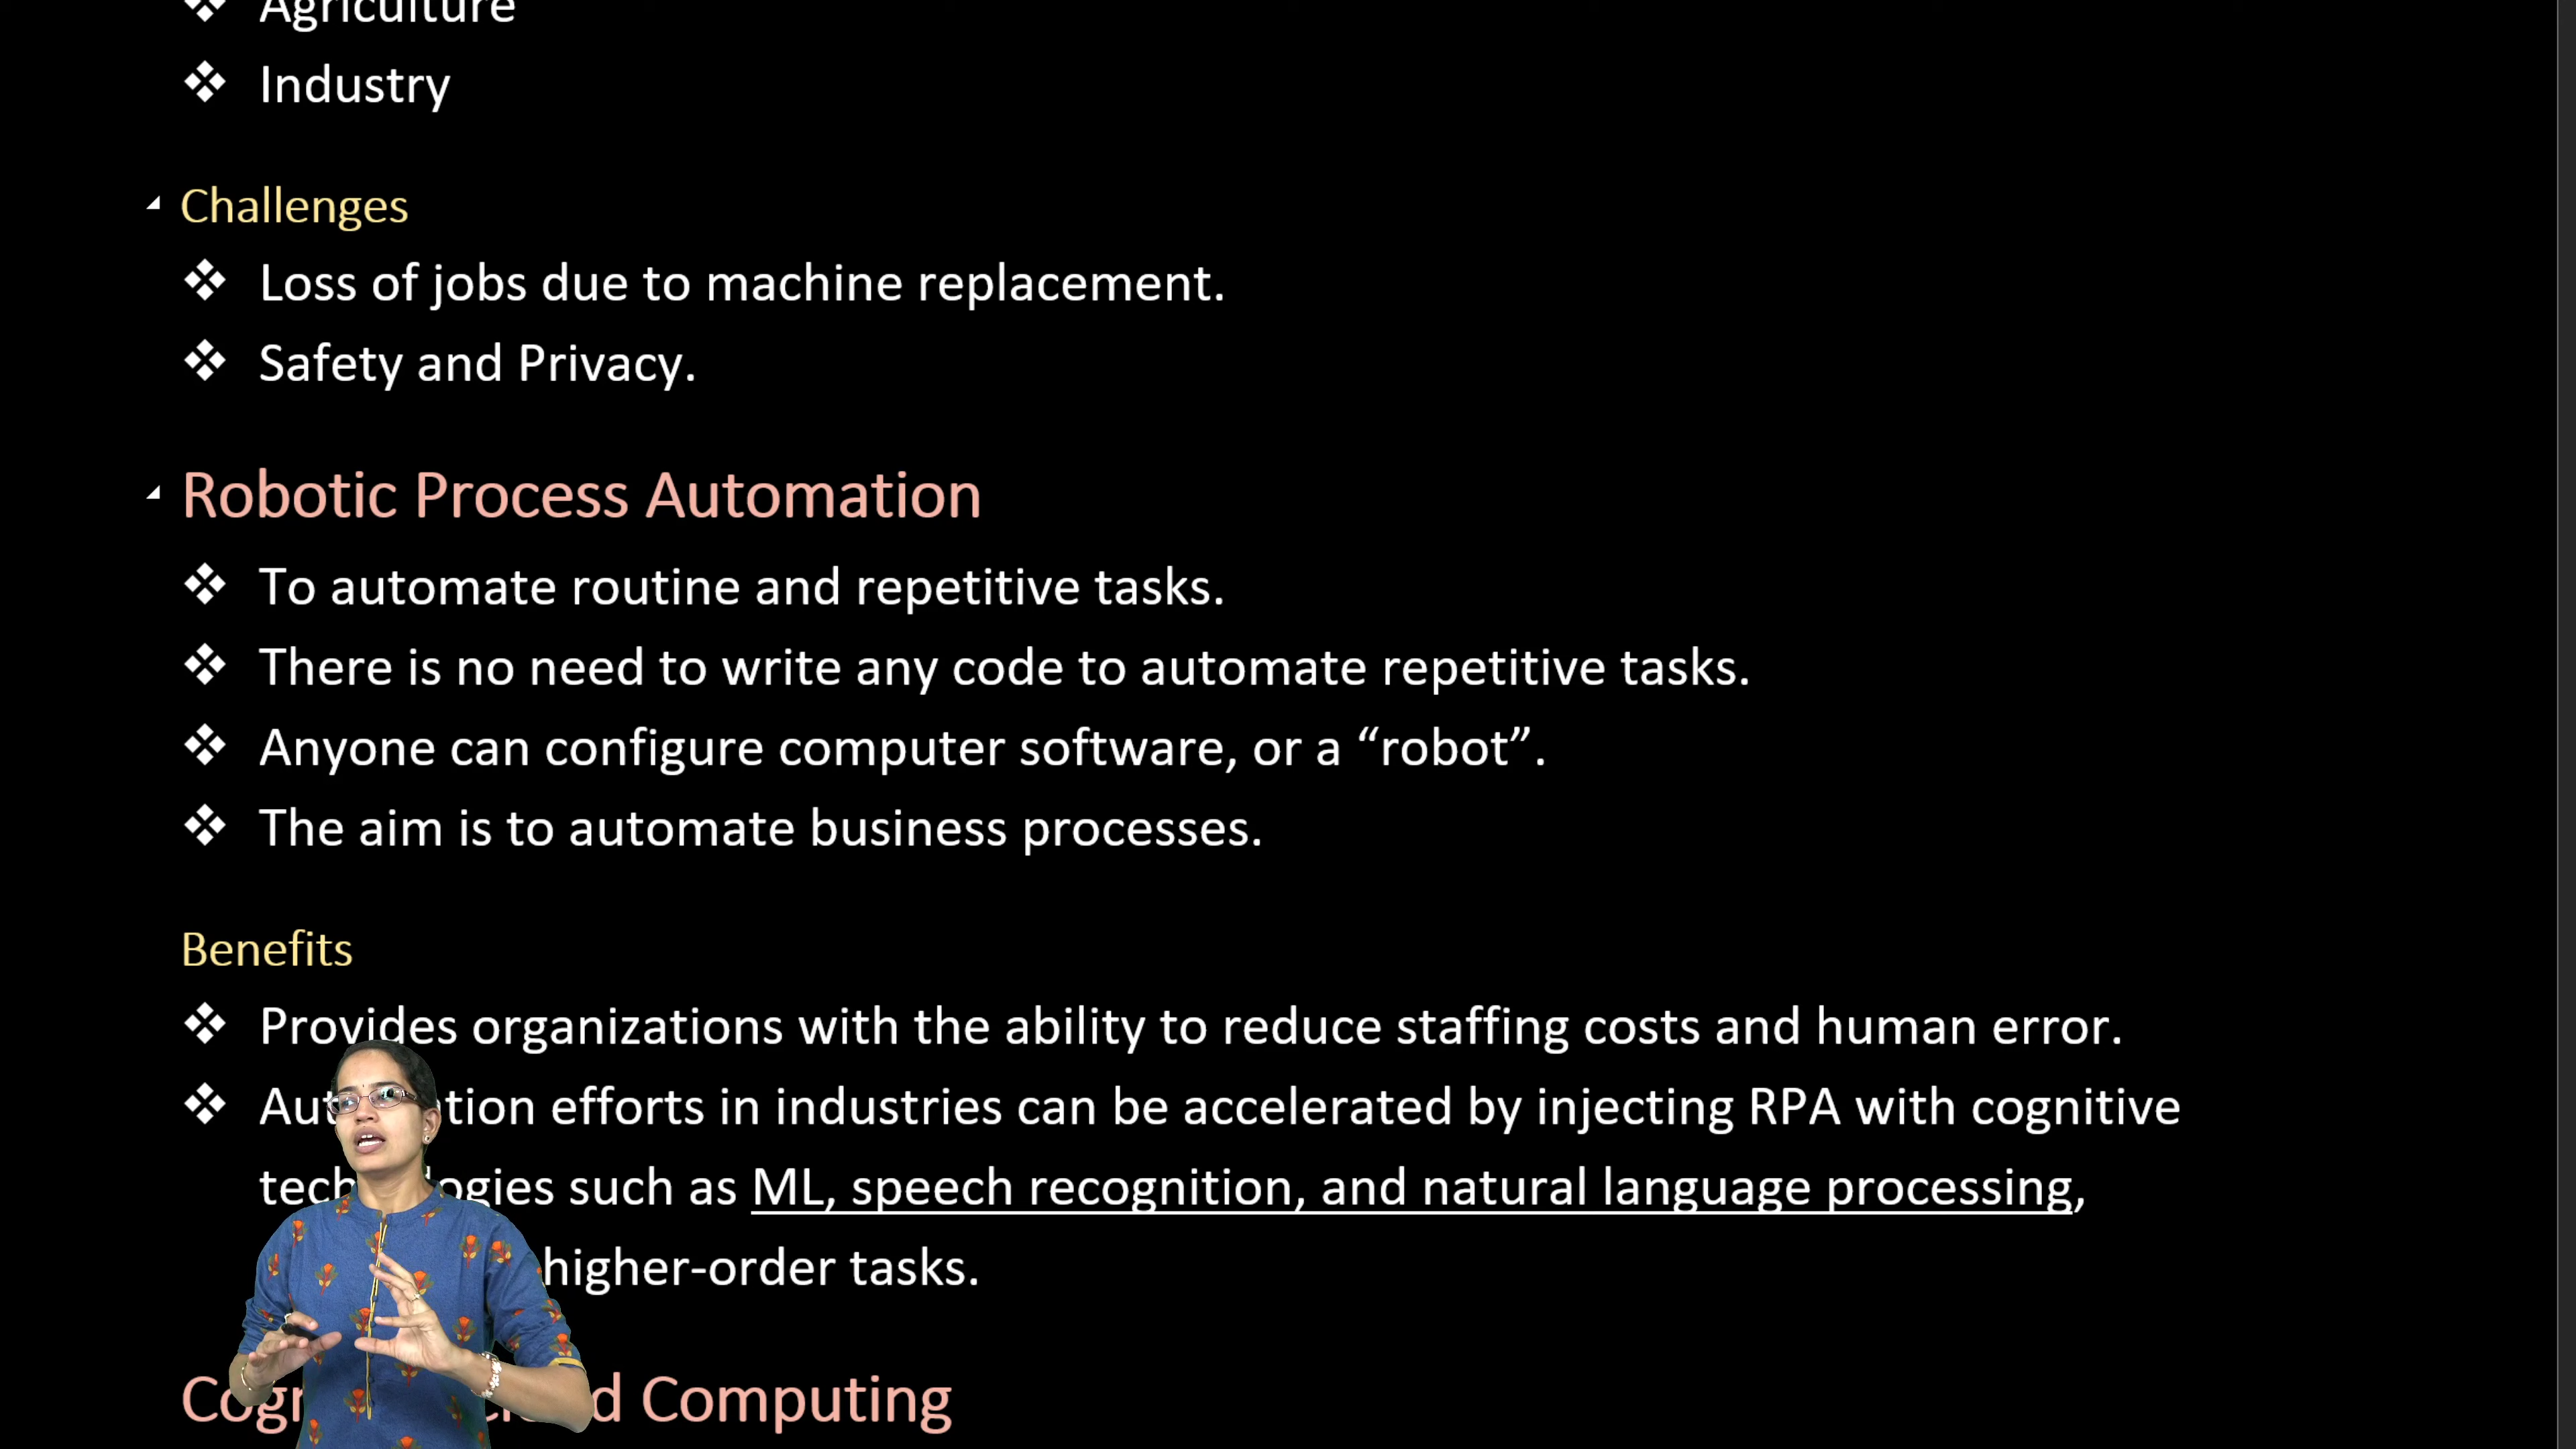 Agriculture
❖ Industry
Challenges
❖ Loss of jobs due to machine replacement.
❖ Safety and Privacy.
Robotic Process Automation
❖ To automate routine and repetitive tasks.
❖ There is no need to write any code to automate repetitive tasks.
❖ Anyone can configure computer software, or a “robot”.
❖ The aim is to automate business processes.
Benefits
❖ Provides organizations with the ability to reduce staffing costs and human error.
❖ Automation efforts in industries can be accelerated by injecting RPA with cognitive
technologies such as ML, speech recognition, and natural language processing,
higher-order tasks.
Computing